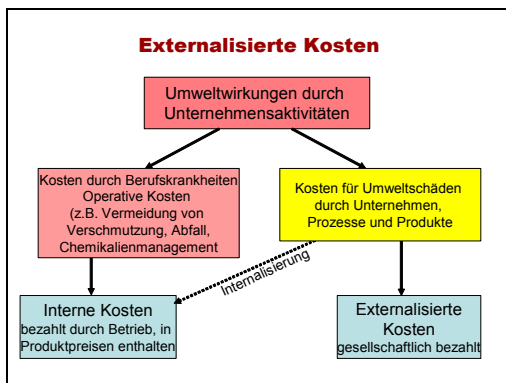 Externalisierte Kosten
Umweltwirkungen durch
Unternehmensaktivitäten
Kosten durch Berufskrankheiten
Operative Kosten
(z.B. Vermeidung von
Verschmutzung, Abfall,
Chemikalienmanagement
Kosten für Umweltschäden
durch Unternehmen,
Prozesse und Produkte
Internalisierung
Interne Kosten
bezahlt durch Betrieb, in
Produktpreisen enthalten
Externalisierte
Kosten
gesellschaftlich bezahlt